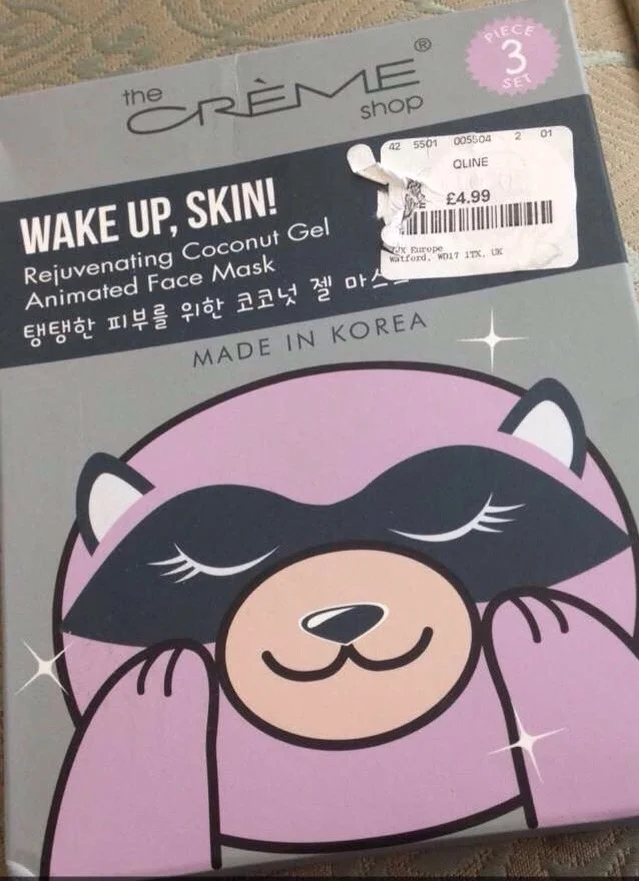 the
CRÈME®
shop
PIECE
3
SET
42 5501 005504 2 01
QLINE
£4.99
Europe
Watford. WD17 1TX. UK
WAKE UP, SKIN!
Rejuvenating Coconut Gel
Animated Face Mask
탱탱한 피부를 위한 코코넛 젤
MADE IN KOREA